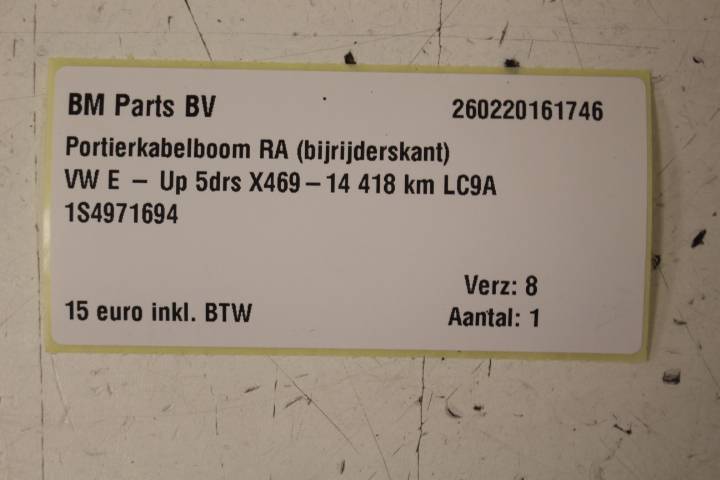 BM Parts BV 260220161746
Portierkabelboom RA (bijrijderskant)
VW E – Up 5drs X469 – 14 418 km LC9A
1S4971694
Verz: 8
15 euro inkl. BTW Aantal: 1